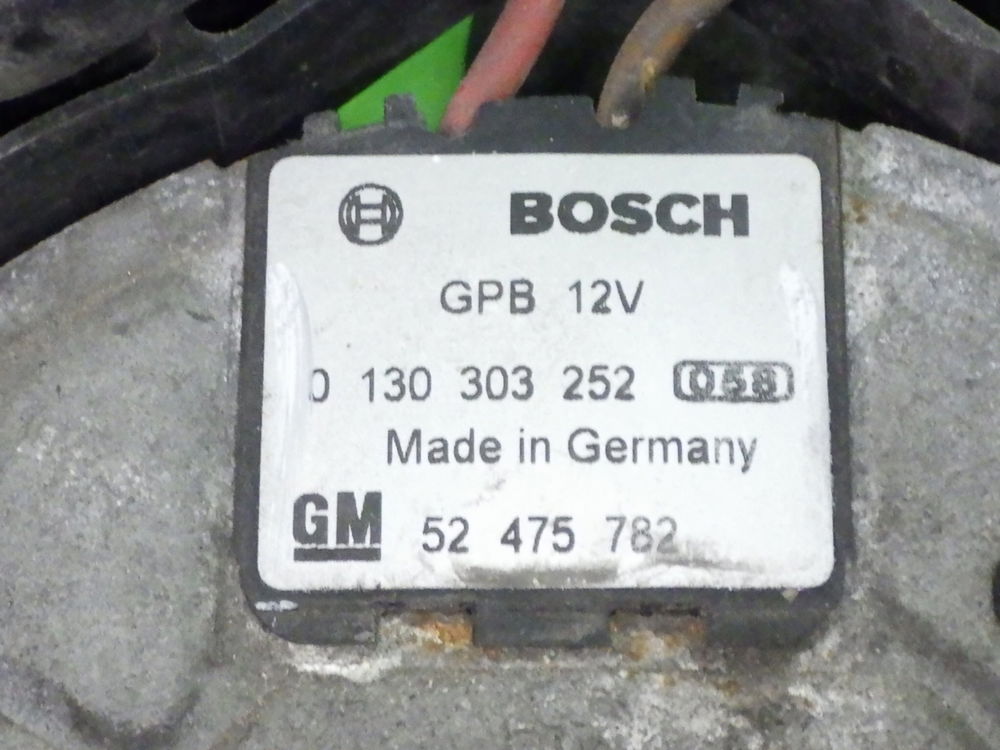 BOSCH
GPB 12V
0 130 303 252 058
Made in Germany
GM 52 475 782